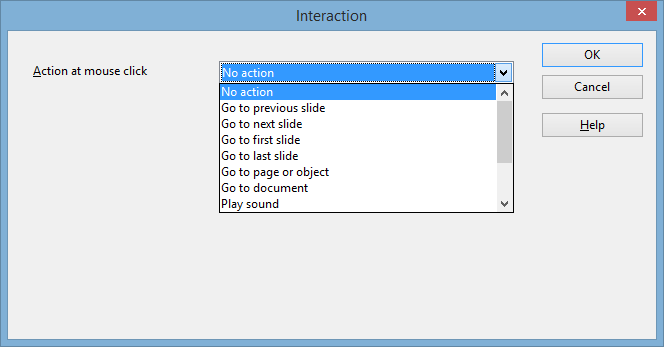 Interaction
Action at mouse click
No action
No action
Go to previous slide
Go to next slide
Go to first slide
Go to last slide
Go to page or object
Go to document
Play sound
OK
Cancel
Help